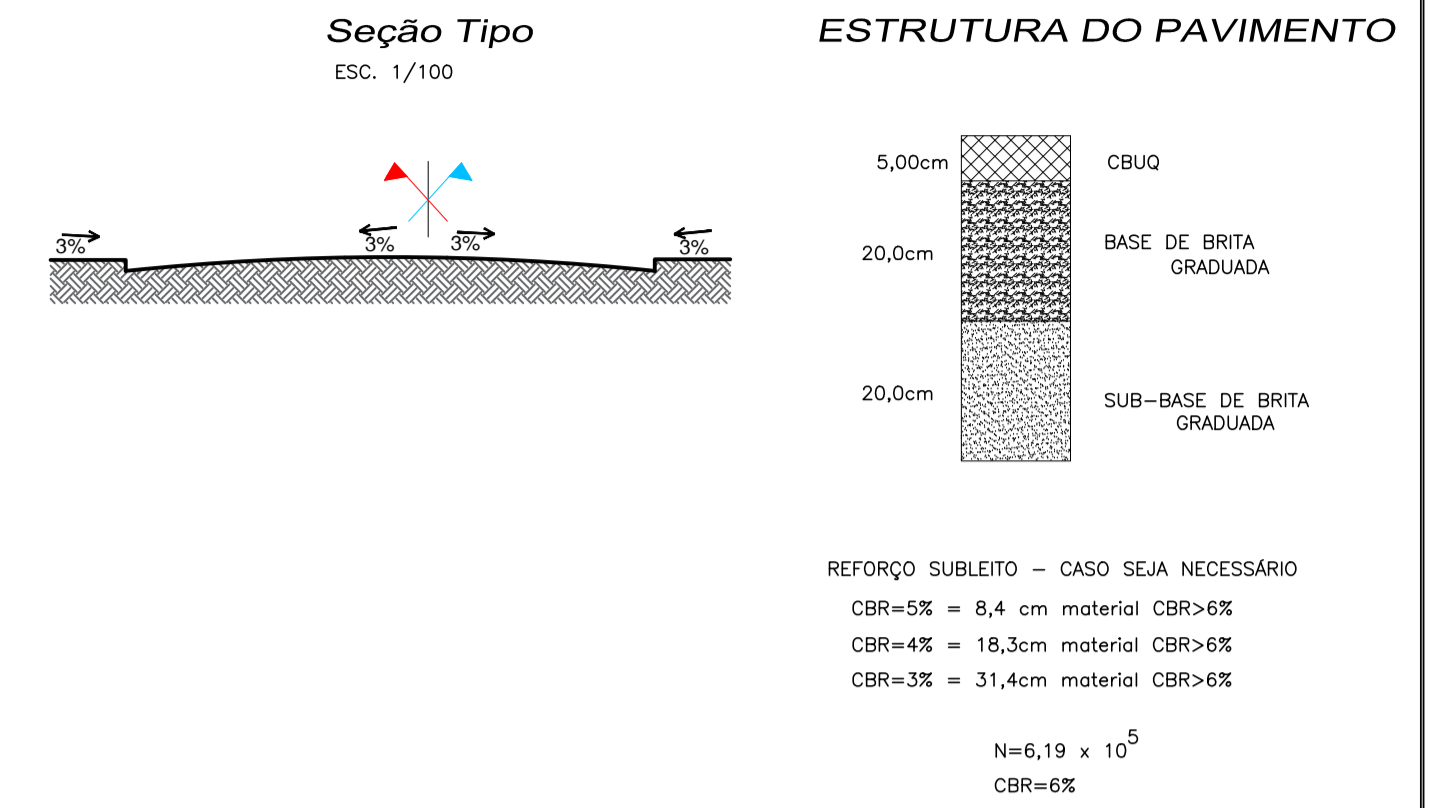 Seção Tipo
ESC. 1/100
3%
3%
3%
3%
ESTRUTURA DO PAVIMENTO
5,00cm
CBUQ
20,0cm
BASE DE BRITA
GRADUADA
20,0cm
SUB-BASE DE BRITA
GRADUADA
REFORÇO SUBLEITO - CASO SEJA NECESSÁRIO
CBR=5% = 8,4 cm material CBR>6%
CBR=4% = 18,3cm material CBR>6%
CBR=3% = 31,4cm material CBR>6%
N=6,19 x 10⁵
CBR=6%